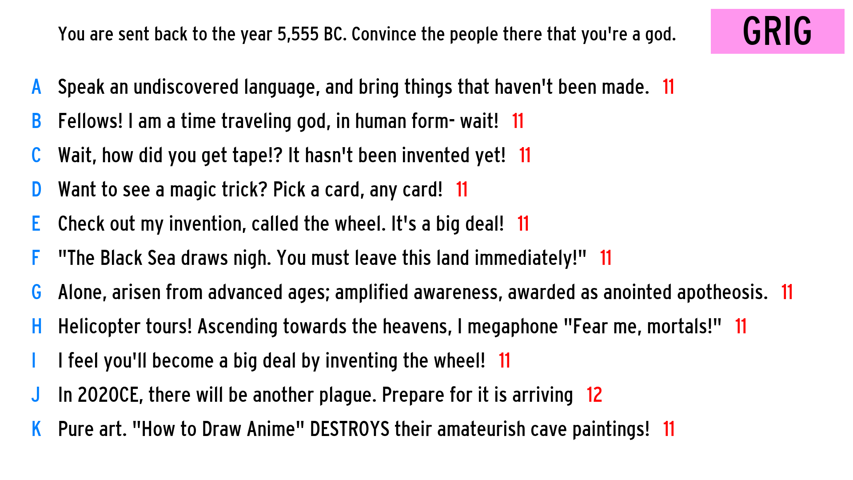 You are sent back to the year 5,555 BC. Convince the people there that you're a god.
GRIG
A Speak an undiscovered language, and bring things that haven't been made. 11
B Fellows! I am a time traveling god, in human form- wait! 11
C Wait, how did you get tape!? It hasn't been invented yet! 11
D Want to see a magic trick? Pick a card, any card! 11
E Check out my invention, called the wheel. It's a big deal! 11
F "The Black Sea draws nigh. You must leave this land immediately!" 11
G Alone, arisen from advanced ages; amplified awareness, awarded as anointed apotheosis. 11
H Helicopter tours! Ascending towards the heavens, I megaphone "Fear me, mortals!" 11
I I feel you'll become a big deal by inventing the wheel! 11
J In 2020CE, there will be another plague. Prepare for it is arriving 12
K Pure art. "How to Draw Anime" DESTROYS their amateurish cave paintings! 11